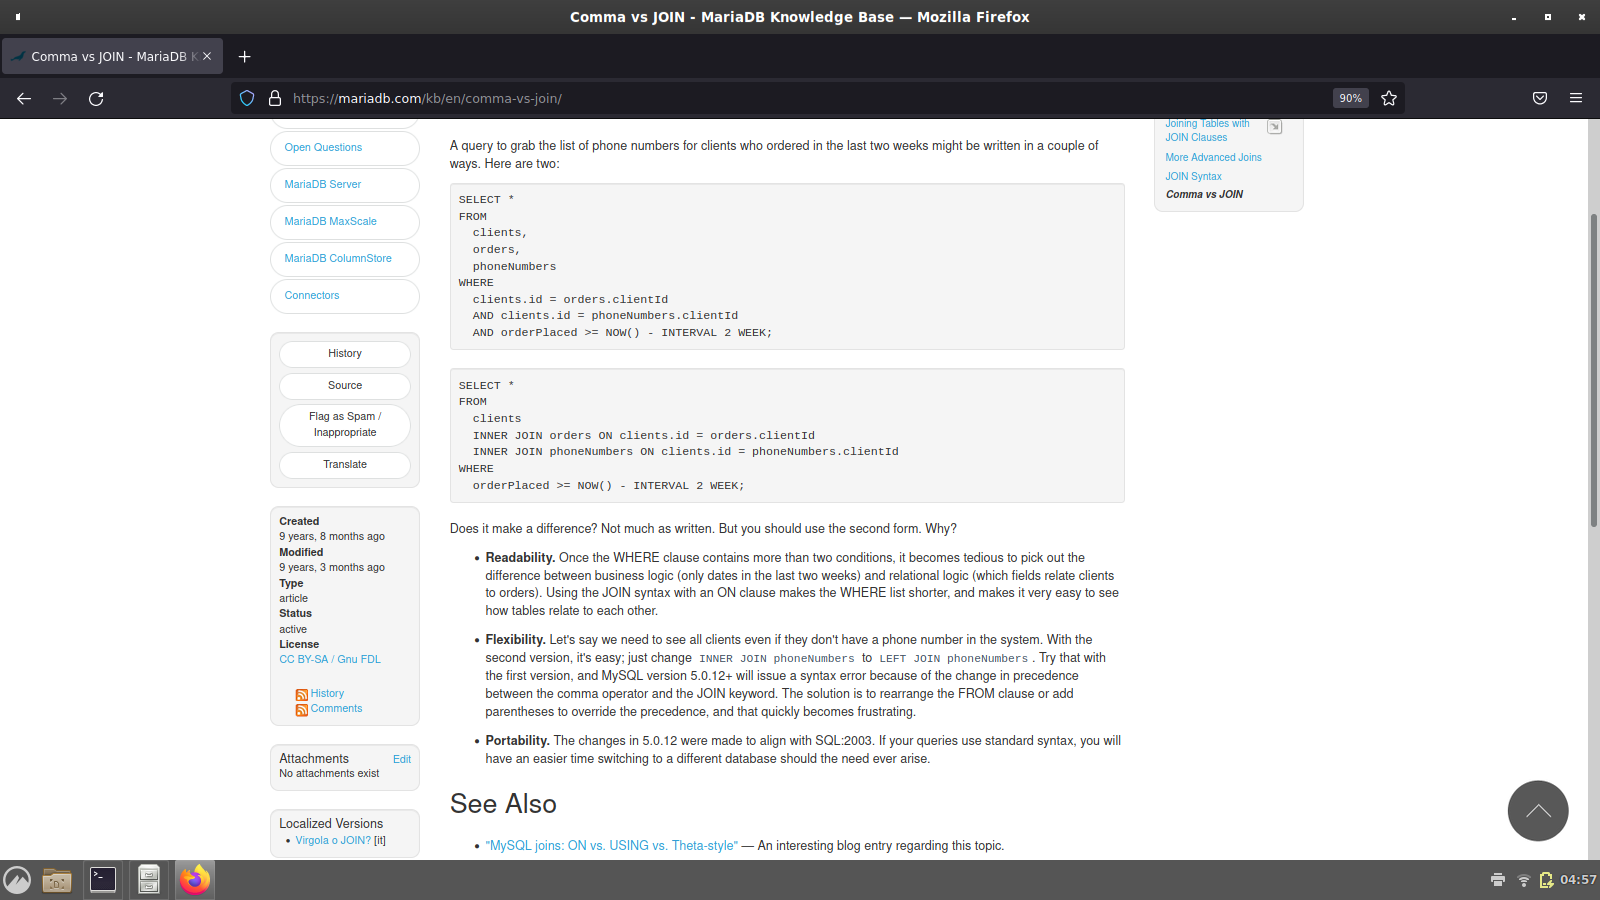 Comma vs JOIN - MariaDB Knowledge Base — Mozilla Firefox
Comma vs JOIN - MariaDB K
https://mariadb.com/kb/en/comma-vs-join/
90%
Open Questions
MariaDB Server
MariaDB MaxScale
MariaDB ColumnStore
Connectors
History
Source
Flag as Spam /
Inappropriate
Translate
Created
9 years, 8 months ago
Modified
9 years, 3 months ago
Type
article
Status
active
License
CC BY-SA / Gnu FDL
History
Comments
Attachments
Edit
No attachments exist
Localized Versions
• Virgola o JOIN? [it]
A query to grab the list of phone numbers for clients who ordered in the last two weeks might be written in a couple of
ways. Here are two:
SELECT *
FROM
clients,
orders,
phoneNumbers
WHERE
clients.id = orders.clientId
AND clients.id = phoneNumbers.clientId
AND orderPlaced >= NOW() - INTERVAL 2 WEEK;
SELECT *
FROM
clients
INNER JOIN orders ON clients.id = orders.clientId
INNER JOIN phoneNumbers ON clients.id = phoneNumbers.clientId
WHERE
orderPlaced >= NOW() - INTERVAL 2 WEEK;
Does it make a difference? Not much as written. But you should use the second form. Why?
• Readability. Once the WHERE clause contains more than two conditions, it becomes tedious to pick out the
difference between business logic (only dates in the last two weeks) and relational logic (which fields relate clients
to orders). Using the JOIN syntax with an ON clause makes the WHERE list shorter, and makes it very easy to see
how tables relate to each other.
• Flexibility. Let's say we need to see all clients even if they don't have a phone number in the system. With the
second version, it's easy; just change INNER JOIN phoneNumbers to LEFT JOIN phoneNumbers . Try that with
the first version, and MySQL version 5.0.12+ will issue a syntax error because of the change in precedence
between the comma operator and the JOIN keyword. The solution is to rearrange the FROM clause or add
parentheses to override the precedence, and that quickly becomes frustrating.
• Portability. The changes in 5.0.12 were made to align with SQL:2003. If your queries use standard syntax, you will
have an easier time switching to a different database should the need ever arise.
See Also
• "MySQL joins: ON vs. USING vs. Theta-style" — An interesting blog entry regarding this topic.
Joining Tables with
JOIN Clauses
More Advanced Joins
JOIN Syntax
Comma vs JOIN
04:57